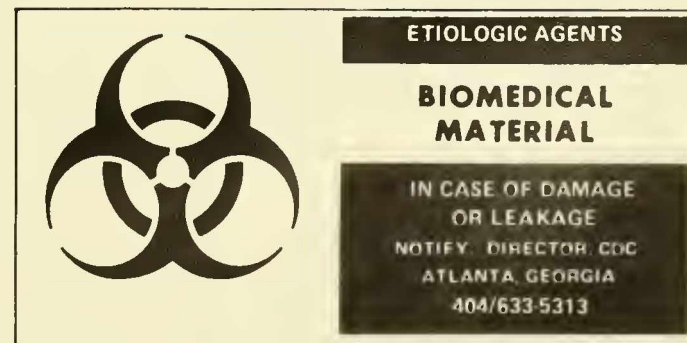 ETIOLOGIC AGENTS
BIOMEDICAL
MATERIAL
IN CASE OF DAMAGE
OR LEAKAGE
NOTIFY DIRECTOR, CDC
ATLANTA, GEORGIA
404/633-5313